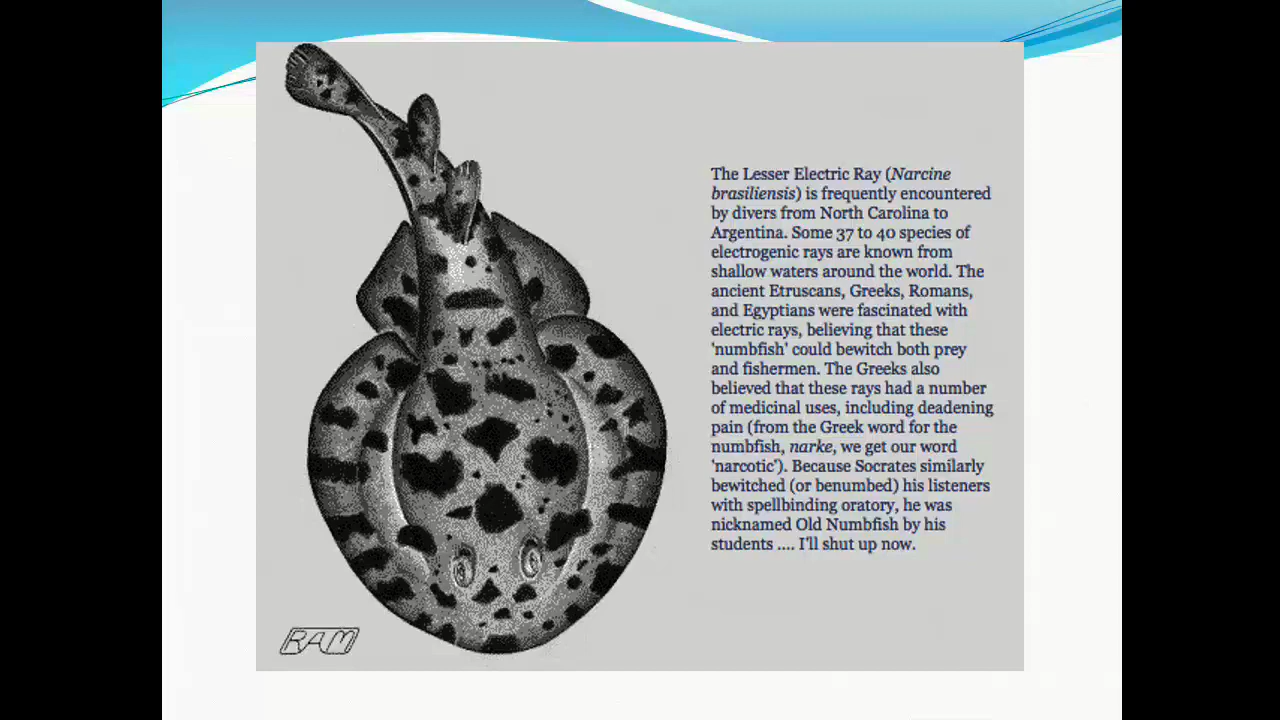 The Lesser Electric Ray (Narcine
brasiliensis) is frequently encountered
by divers from North Carolina to
Argentina. Some 37 to 40 species of
electrogenic rays are known from
shallow waters around the world. The
ancient Etruscans, Greeks, Romans,
and Egyptians were fascinated with
electric rays, believing that these
'numbfish' could bewitch both prey
and fishermen. The Greeks also
believed that these rays had a number
of medicinal uses, including deadening
pain (from the Greek word for the
numbfish, narke, we get our word
'narcotic'). Because Socrates similarly
bewitched (or benumbed) his listeners
with spellbinding oratory, he was
nicknamed Old Numbfish by his
students .... I'll shut up now.
RAM